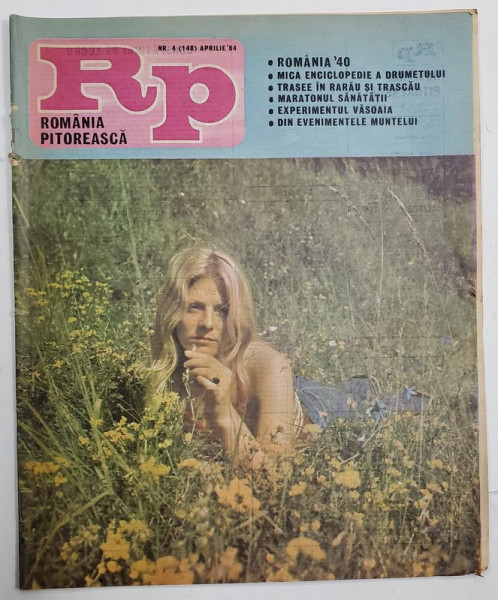 NR. 4 (148) APRILIE '84
Rp
ROMÂNIA
PITOREASCĂ
• ROMÂNIA '40
• MICA ENCICLOPEDIE A DRUMETULUI
• TRASEE ÎN RARĂU ȘI TRASCĂU
• MARATONUL SĂNĂTĂȚII
• EXPERIMENTUL VĂSOAIA
• DIN EVENIMENTELE MUNTELUI